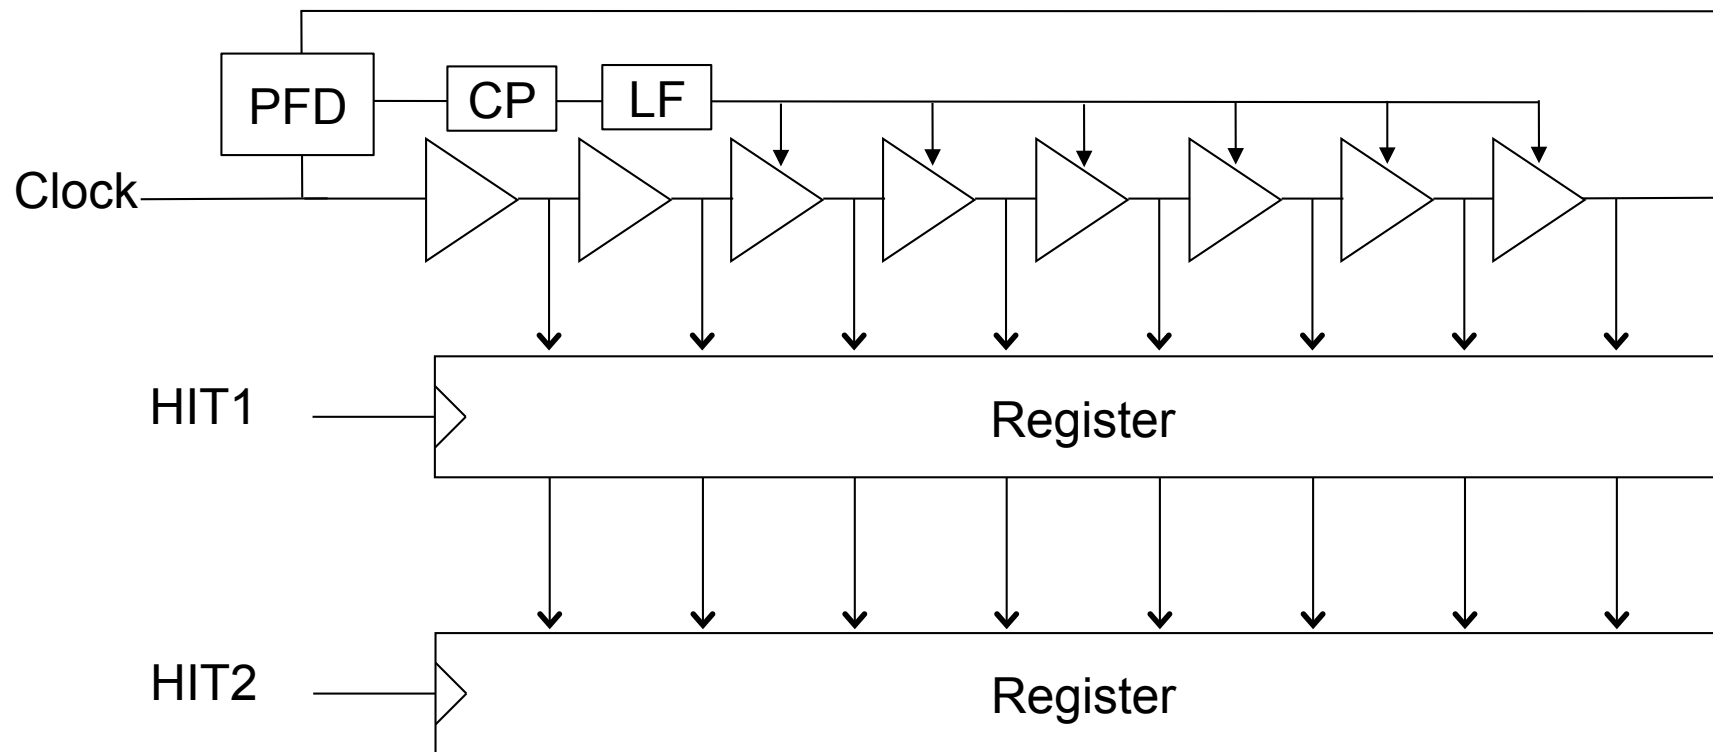 PFD
CP
LF
Clock
HIT1
Register
HIT2
Register